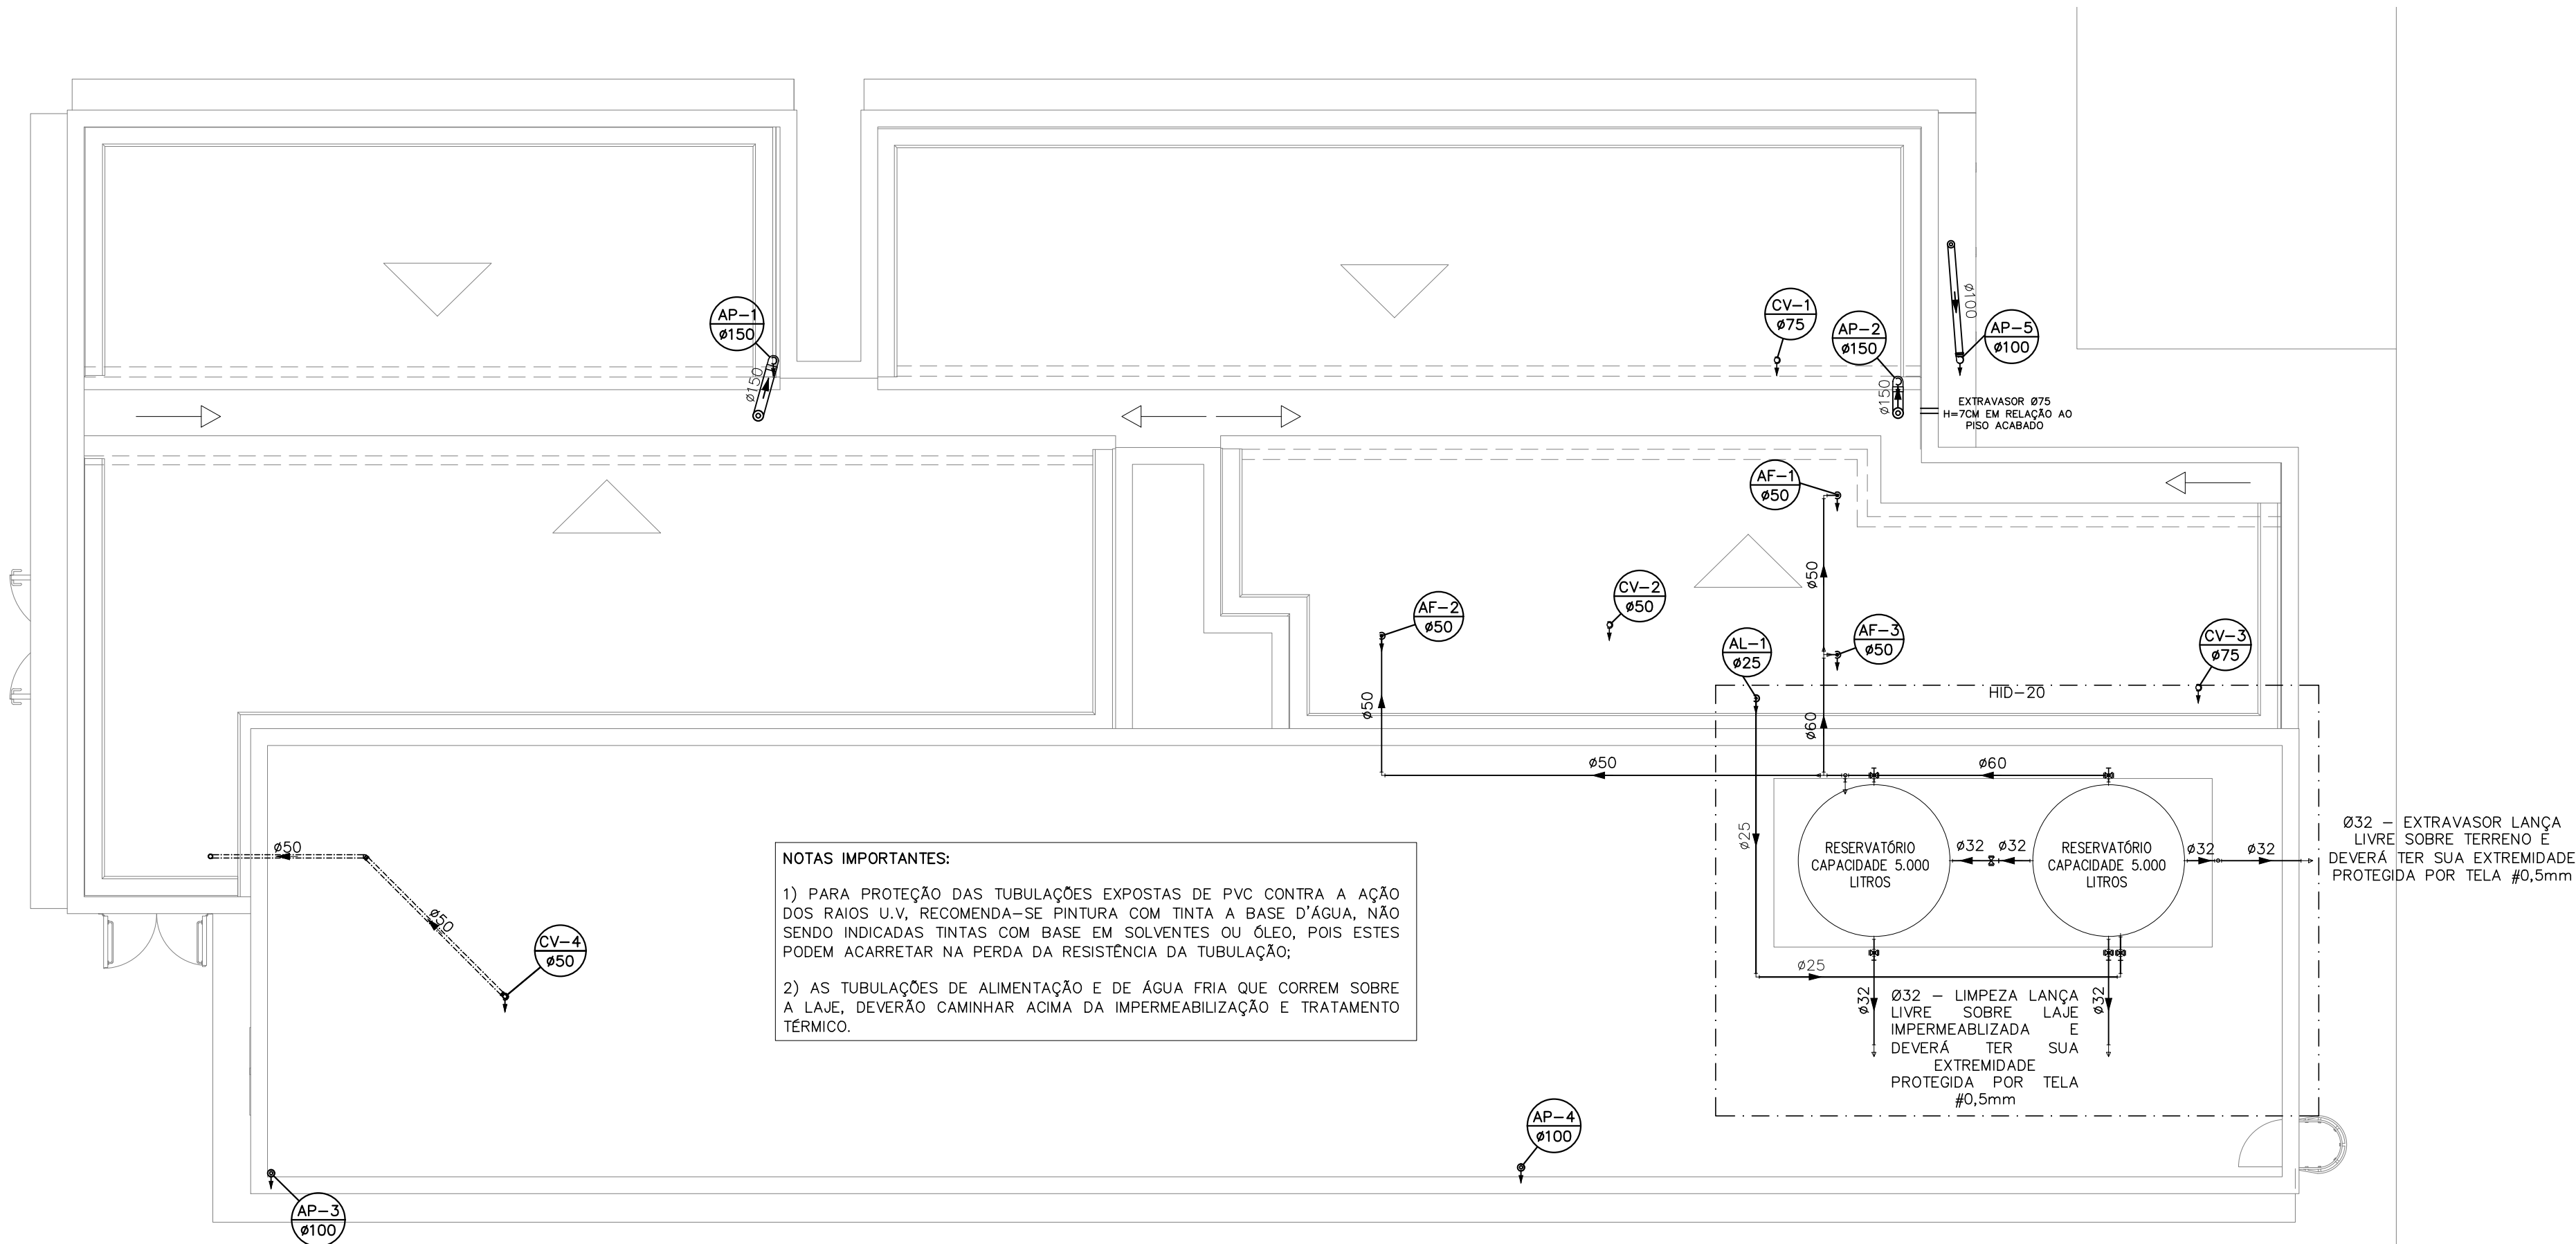 AP-1
ø150
ø150
CV-1
ø75
AP-2
ø150
ø150
ø100
AP-5
ø100
EXTRAVASOR Ø75
H=7CM EM RELAÇÃO AO
PISO ACABADO
AF-1
ø50
ø50
AF-2
ø50
ø50
CV-2
ø50
AL-1
ø25
AF-3
ø50
CV-3
ø75
HID-20
ø60
ø50
ø60
ø25
RESERVATÓRIO
CAPACIDADE 5.000
LITROS
ø32
ø32
RESERVATÓRIO
CAPACIDADE 5.000
LITROS
ø32
ø32
Ø32 - EXTRAVASOR LANÇA
LIVRE SOBRE TERRENO E
DEVERÁ TER SUA EXTREMIDADE
PROTEGIDA POR TELA #0,5mm
ø50
ø50
CV-4
ø50
NOTAS IMPORTANTES:
1) PARA PROTEÇÃO DAS TUBULAÇÕES EXPOSTAS DE PVC CONTRA A AÇÃO
DOS RAIOS U.V, RECOMENDA-SE PINTURA COM TINTA A BASE D'ÁGUA, NÃO
SENDO INDICADAS TINTAS COM BASE EM SOLVENTES OU ÓLEO, POIS ESTES
PODEM ACARRETAR NA PERDA DA RESISTÊNCIA DA TUBULAÇÃO;
2) AS TUBULAÇÕES DE ALIMENTAÇÃO E DE ÁGUA FRIA QUE CORREM SOBRE
A LAJE, DEVERÃO CAMINHAR ACIMA DA IMPERMEABILIZAÇÃO E TRATAMENTO
TÉRMICO.
ø25
ø32
ø32
Ø32 - LIMPEZA LANÇA
LIVRE SOBRE LAJE
IMPERMEABLIZADA E
DEVERÁ TER SUA
EXTREMIDADE
PROTEGIDA POR TELA
#0,5mm
AP-4
ø100
AP-3
ø100